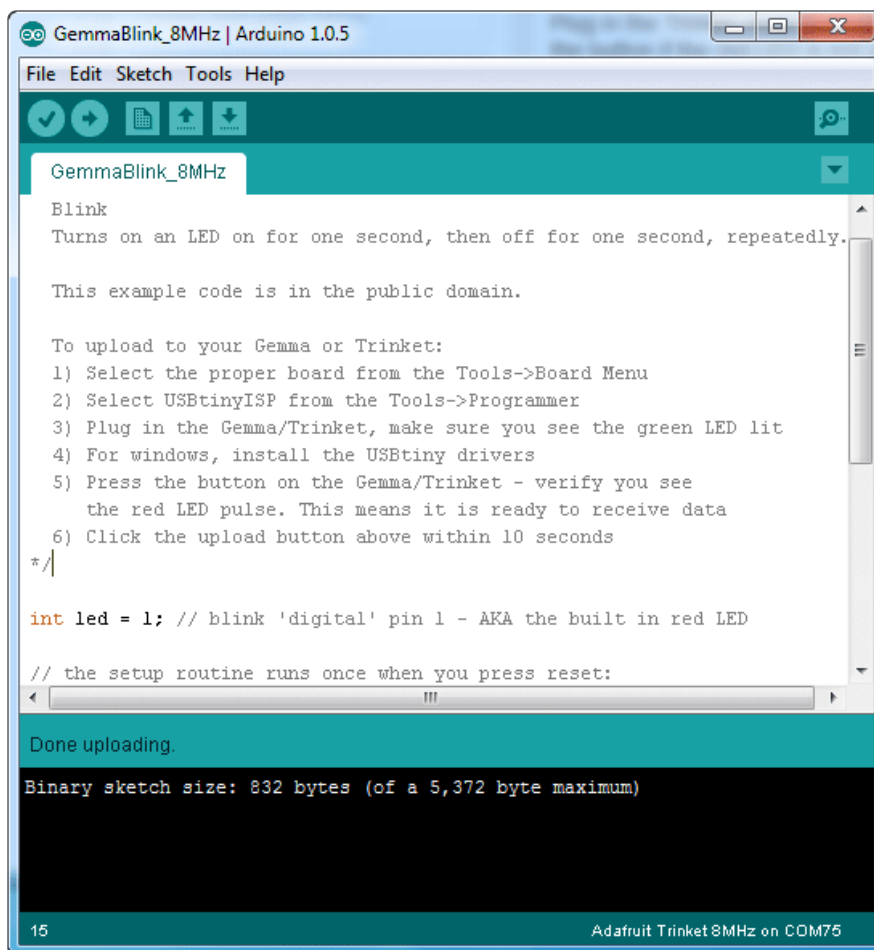 GemmaBlink_8MHz | Arduino 1.0.5
File Edit Sketch Tools Help
GemmaBlink_8MHz
Blink
Turns on an LED on for one second, then off for one second, repeatedly.
This example code is in the public domain.
To upload to your Gemma or Trinket:
1) Select the proper board from the Tools->Board Menu
2) Select USBtinyISP from the Tools->Programmer
3) Plug in the Gemma/Trinket, make sure you see the green LED lit
4) For windows, install the USBtiny drivers
5) Press the button on the Gemma/Trinket - verify you see
the red LED pulse. This means it is ready to receive data
6) Click the upload button above within 10 seconds
*/
int led = 1; // blink 'digital' pin 1 - AKA the built in red LED
// the setup routine runs once when you press reset:
Done uploading.
Binary sketch size: 832 bytes (of a 5,372 byte maximum)
15
Adafruit Trinket 8MHz on COM75